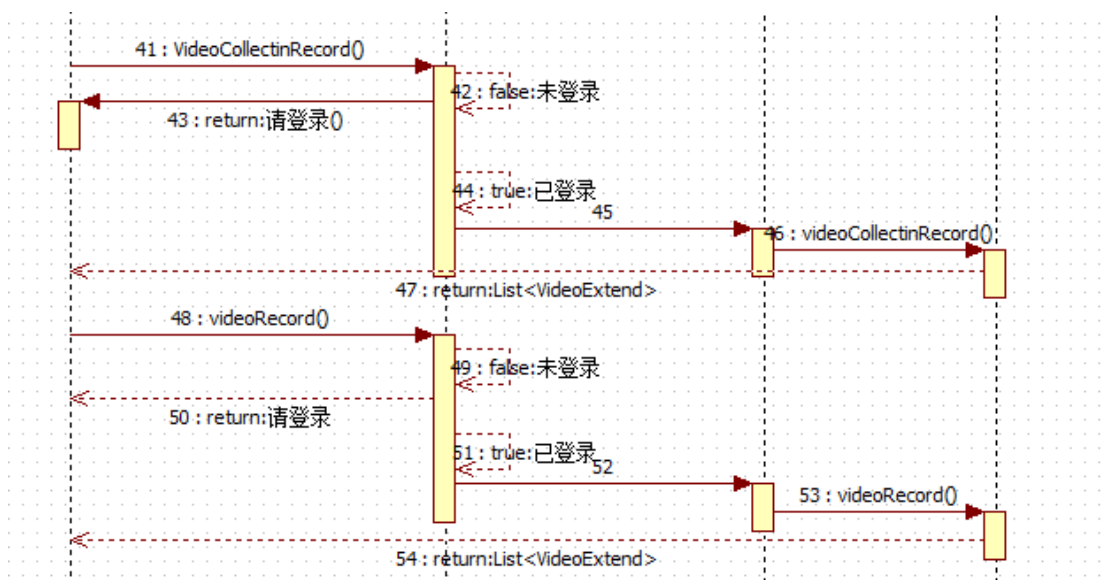 41 : VideoCollectinRecord()
42 : false:未登录
43 : return:请登录()
44 : true:已登录
45
46 : videoCollectinRecord()
47 : return:List<VideoExtend>
48 : videoRecord()
49 : false:未登录
50 : return:请登录
51 : true:已登录
52
53 : videoRecord()
54 : return:List<VideoExtend>